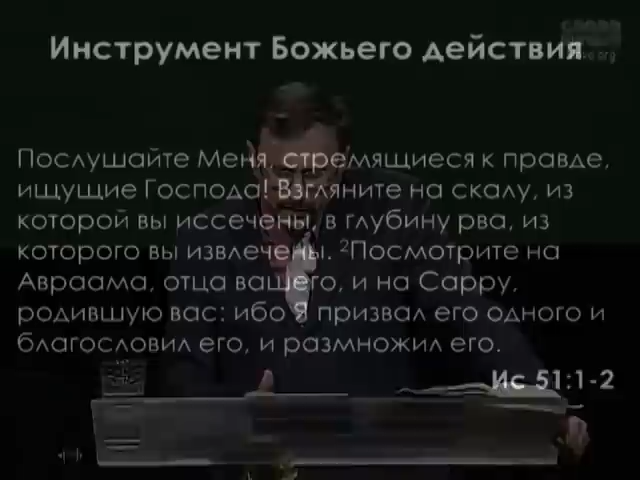 Инструмент Божьего действия
Послушайте Меня, стремящиеся к правде,
ищущие Господа! Взгляните на скалу, из
которой вы иссечены, в глубину рва, из
которого вы извлечены. ²Посмотрите на
Авраама, отца вашего, и на Сарру,
родившую вас: ибо Я призвал его одного и
благословил его, и размножил его.
Ис 51:1-2